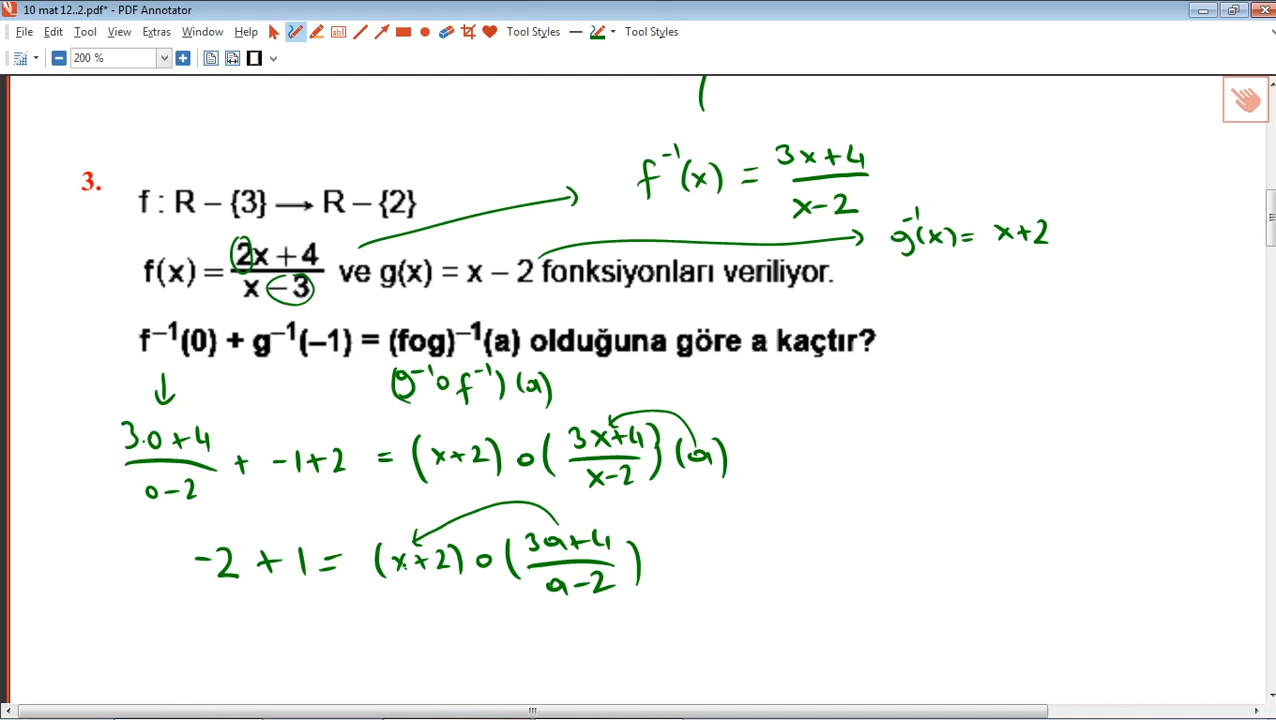 10 mat 12..2.pdf* - PDF Annotator
File Edit Tool View Extras Window Help Tool Styles Tool Styles
200 %
3.
f : R – {3} ⟶ R – {2}
f⁻¹(x) = (3x+4)/(x-2)
f(x) = (2x + 4)/(x – 3) ve g(x) = x – 2 fonksiyonları veriliyor.
g⁻¹(x) = x+2
f⁻¹(0) + g⁻¹(–1) = (fog)⁻¹(a) olduğuna göre a kaçtır?
(g⁻¹ o f⁻¹) (a)
(3.0+4)/(0-2) + -1+2 = (x+2) o ((3x+4)/(x-2)) (a)
-2 + 1 = (x+2) o ((3a+4)/(a-2))